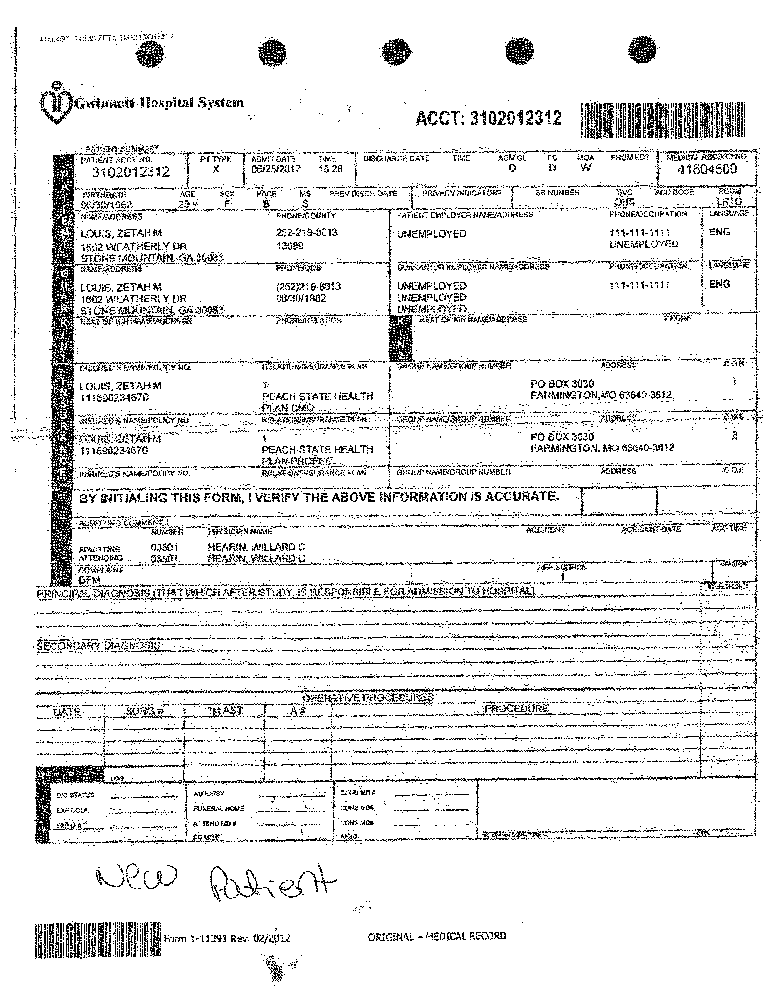 41604500 LOUIS,ZETAH M 3102012312
Gwinnett Hospital System
ACCT: 3102012312
PATIENT SUMMARY
PATIENT ACCT NO. PT TYPE ADMIT DATE TIME DISCHARGE DATE TIME ADM CL FC MOA FROM ED? MEDICAL RECORD NO.
3102012312 X 06/25/2012 18:28 D D W 41604500
BIRTHDATE AGE SEX RACE MS PREV DISCH DATE PRIVACY INDICATOR? SS NUMBER SVC ACC CODE ROOM
06/30/1982 29 y F B S OBS LR10
NAME/ADDRESS PHONE/COUNTY PATIENT EMPLOYER NAME/ADDRESS PHONE/OCCUPATION LANGUAGE
LOUIS, ZETAH M 252-219-8613 UNEMPLOYED 111-111-1111 ENG
1602 WEATHERLY DR 13089 UNEMPLOYED
STONE MOUNTAIN, GA 30083
NAME/ADDRESS PHONE/DOB GUARANTOR EMPLOYER NAME/ADDRESS PHONE/OCCUPATION LANGUAGE
LOUIS, ZETAH M (252)219-8613 UNEMPLOYED 111-111-1111 ENG
1602 WEATHERLY DR 06/30/1982 UNEMPLOYED
STONE MOUNTAIN, GA 30083 UNEMPLOYED,
NEXT OF KIN NAME/ADDRESS PHONE/RELATION KIN2 NEXT OF KIN NAME/ADDRESS PHONE
INSURED'S NAME/POLICY NO. RELATION/INSURANCE PLAN GROUP NAME/GROUP NUMBER ADDRESS C O B
LOUIS, ZETAH M 1 PO BOX 3030 1
111690234670 PEACH STATE HEALTH FARMINGTON,MO 63640-3812
PLAN CMO
INSURED'S NAME/POLICY NO. RELATION/INSURANCE PLAN GROUP NAME/GROUP NUMBER ADDRESS C.O.B
LOUIS, ZETAH M 1 PO BOX 3030 2
111690234670 PEACH STATE HEALTH FARMINGTON, MO 63640-3812
PLAN PROFEE
INSURED'S NAME/POLICY NO. RELATION/INSURANCE PLAN GROUP NAME/GROUP NUMBER ADDRESS C.O.B
PATIENT GUAR KIN1 INSURANCE
BY INITIALING THIS FORM, I VERIFY THE ABOVE INFORMATION IS ACCURATE.
ADMITTING COMMENT 1
NUMBER PHYSICIAN NAME ACCIDENT ACCIDENT DATE ACC TIME
ADMITTING 03501 HEARIN, WILLARD C
ATTENDING 03501 HEARIN, WILLARD C
COMPLAINT REF SOURCE ADM CLERK
DFM 1
PRINCIPAL DIAGNOSIS (THAT WHICH AFTER STUDY, IS RESPONSIBLE FOR ADMISSION TO HOSPITAL)
SECONDARY DIAGNOSIS
OPERATIVE PROCEDURES
DATE SURG # 1st AST A # PROCEDURE
LOS
D/C STATUS AUTOPSY CONS MD #
EXP CODE FUNERAL HOME CONS MD#
EXP D & T ATTEND MD # CONS MD#
ED MD # A/C/D PHYSICIAN SIGNATURE DATE
New Patient
Form 1-11391 Rev. 02/2012 ORIGINAL – MEDICAL RECORD